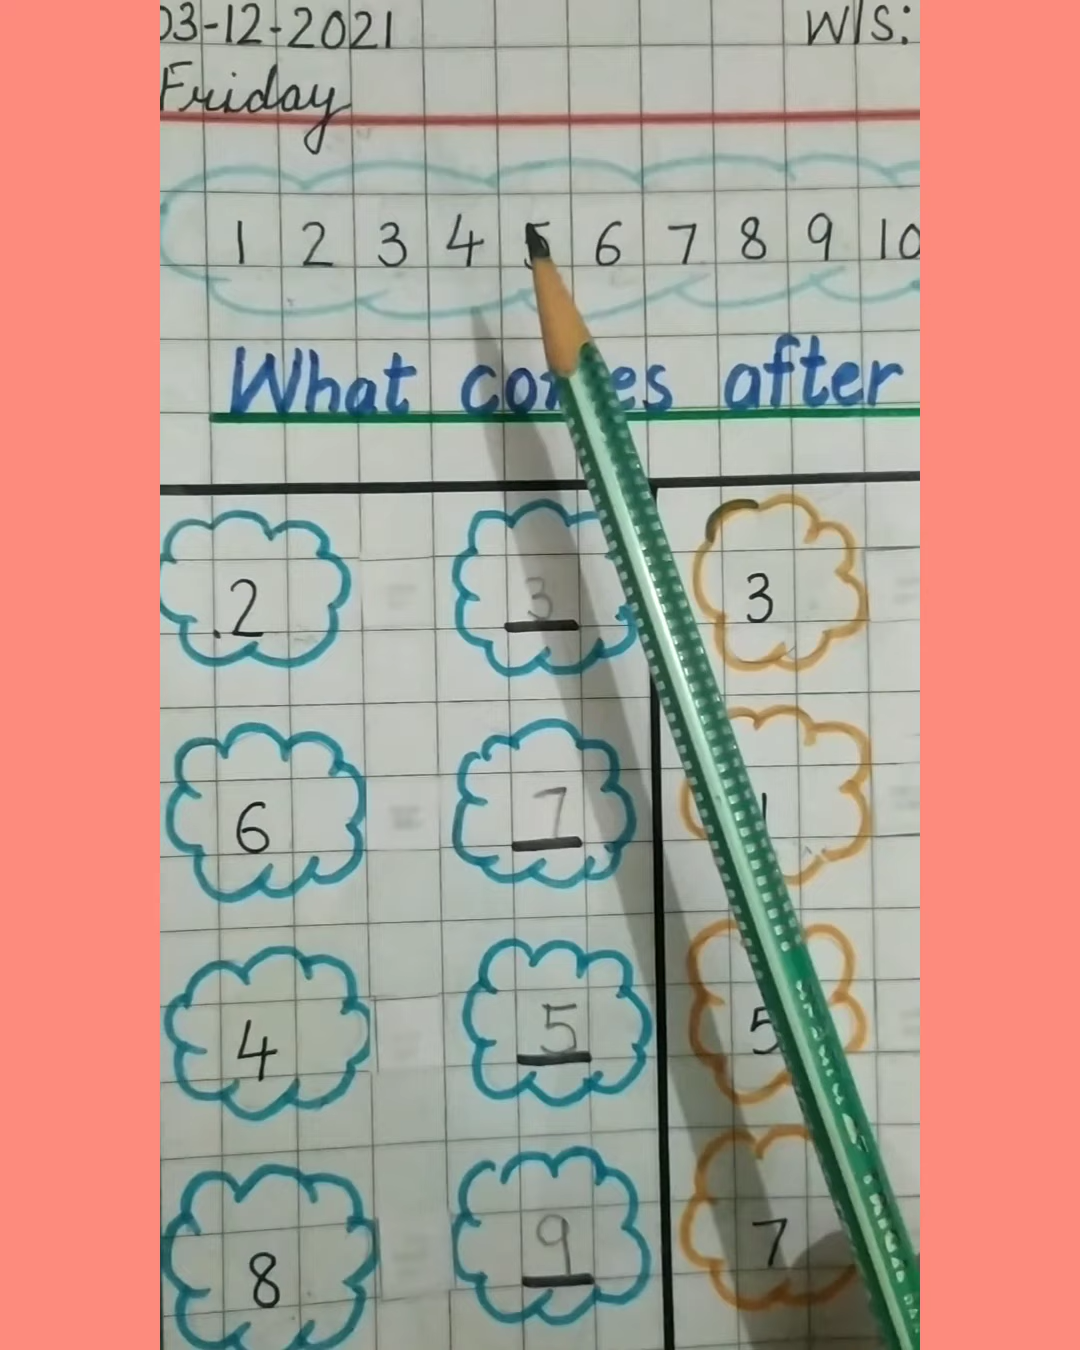 03-12-2021 W/S:
Friday
1 2 3 4 5 6 7 8 9 10
What comes after
2 3 3
6 7 1
4 5 5
8 9 7